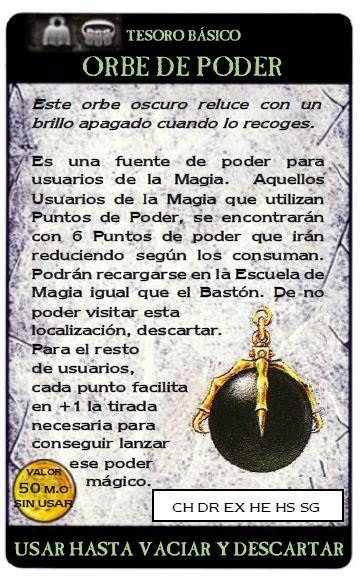 TESORO BÁSICO
ORBE DE PODER
Este orbe oscuro reluce con un
brillo apagado cuando lo recoges.
Es una fuente de poder para
usuarios de la Magia. Aquellos
Usuarios de la Magia que utilizan
Puntos de Poder, se encontrarán
con 6 Puntos de poder que irán
reduciendo según los consuman.
Podrán recargarse en la Escuela de
Magia igual que el Bastón. De no
poder visitar esta
localización, descartar.
Para el resto
de usuarios,
cada punto facilita
en +1 la tirada
necesaria para
conseguir lanzar
ese poder
mágico.
VALOR
50 M.O
SIN USAR
CH DR EX HE HS SG
USAR HASTA VACIAR Y DESCARTAR